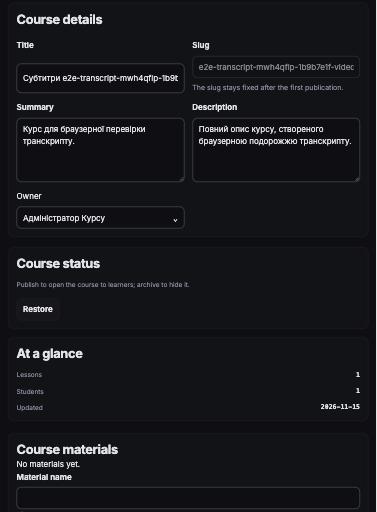 Course details
Title
Slug
Субтитри e2e-transcript-mwh4qfip-1b9b
e2e-transcript-mwh4qfip-1b9b7e1f-videc
The slug stays fixed after the first publication.
Summary
Description
Курс для браузерної перевірки
транскрипту.
Повний опис курсу, створеного
браузерною подорожжю транскрипту.
Owner
Адміністратор Курсу
Course status
Publish to open the course to learners; archive to hide it.
Restore
At a glance
Lessons 1
Students 1
Updated 2026-11-15
Course materials
No materials yet.
Material name